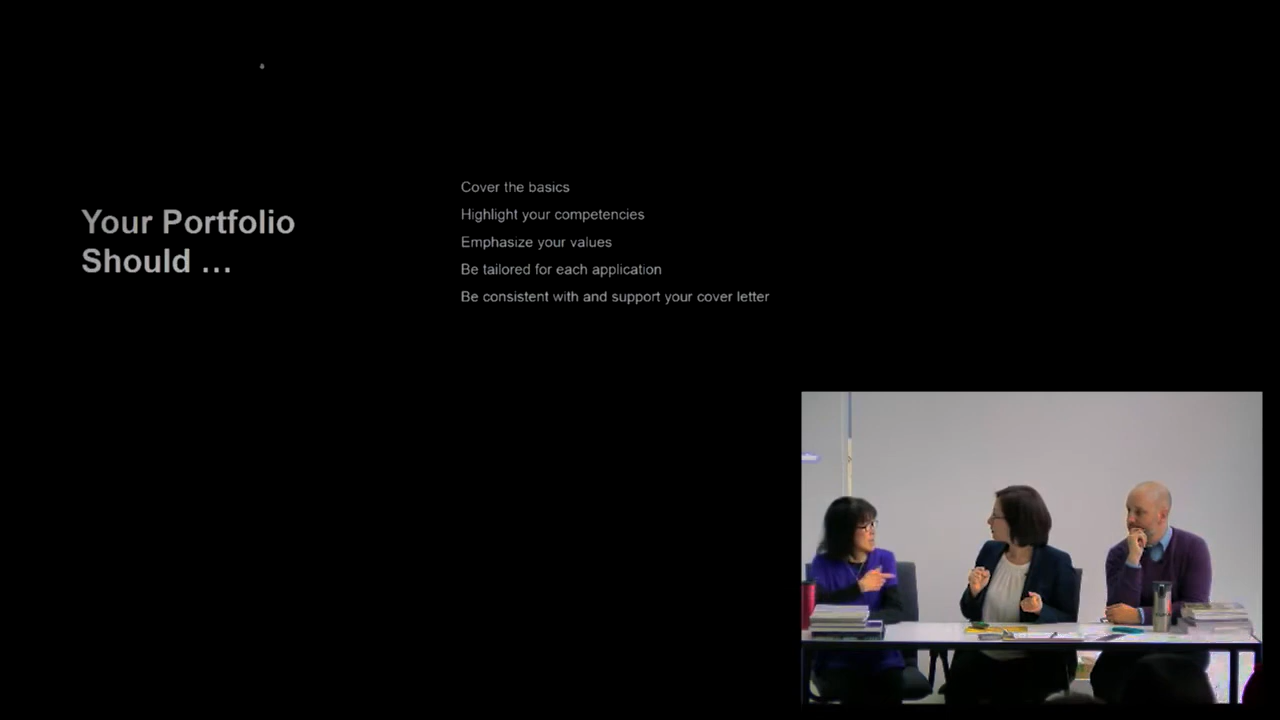 Your Portfolio
Should …
Cover the basics
Highlight your competencies
Emphasize your values
Be tailored for each application
Be consistent with and support your cover letter